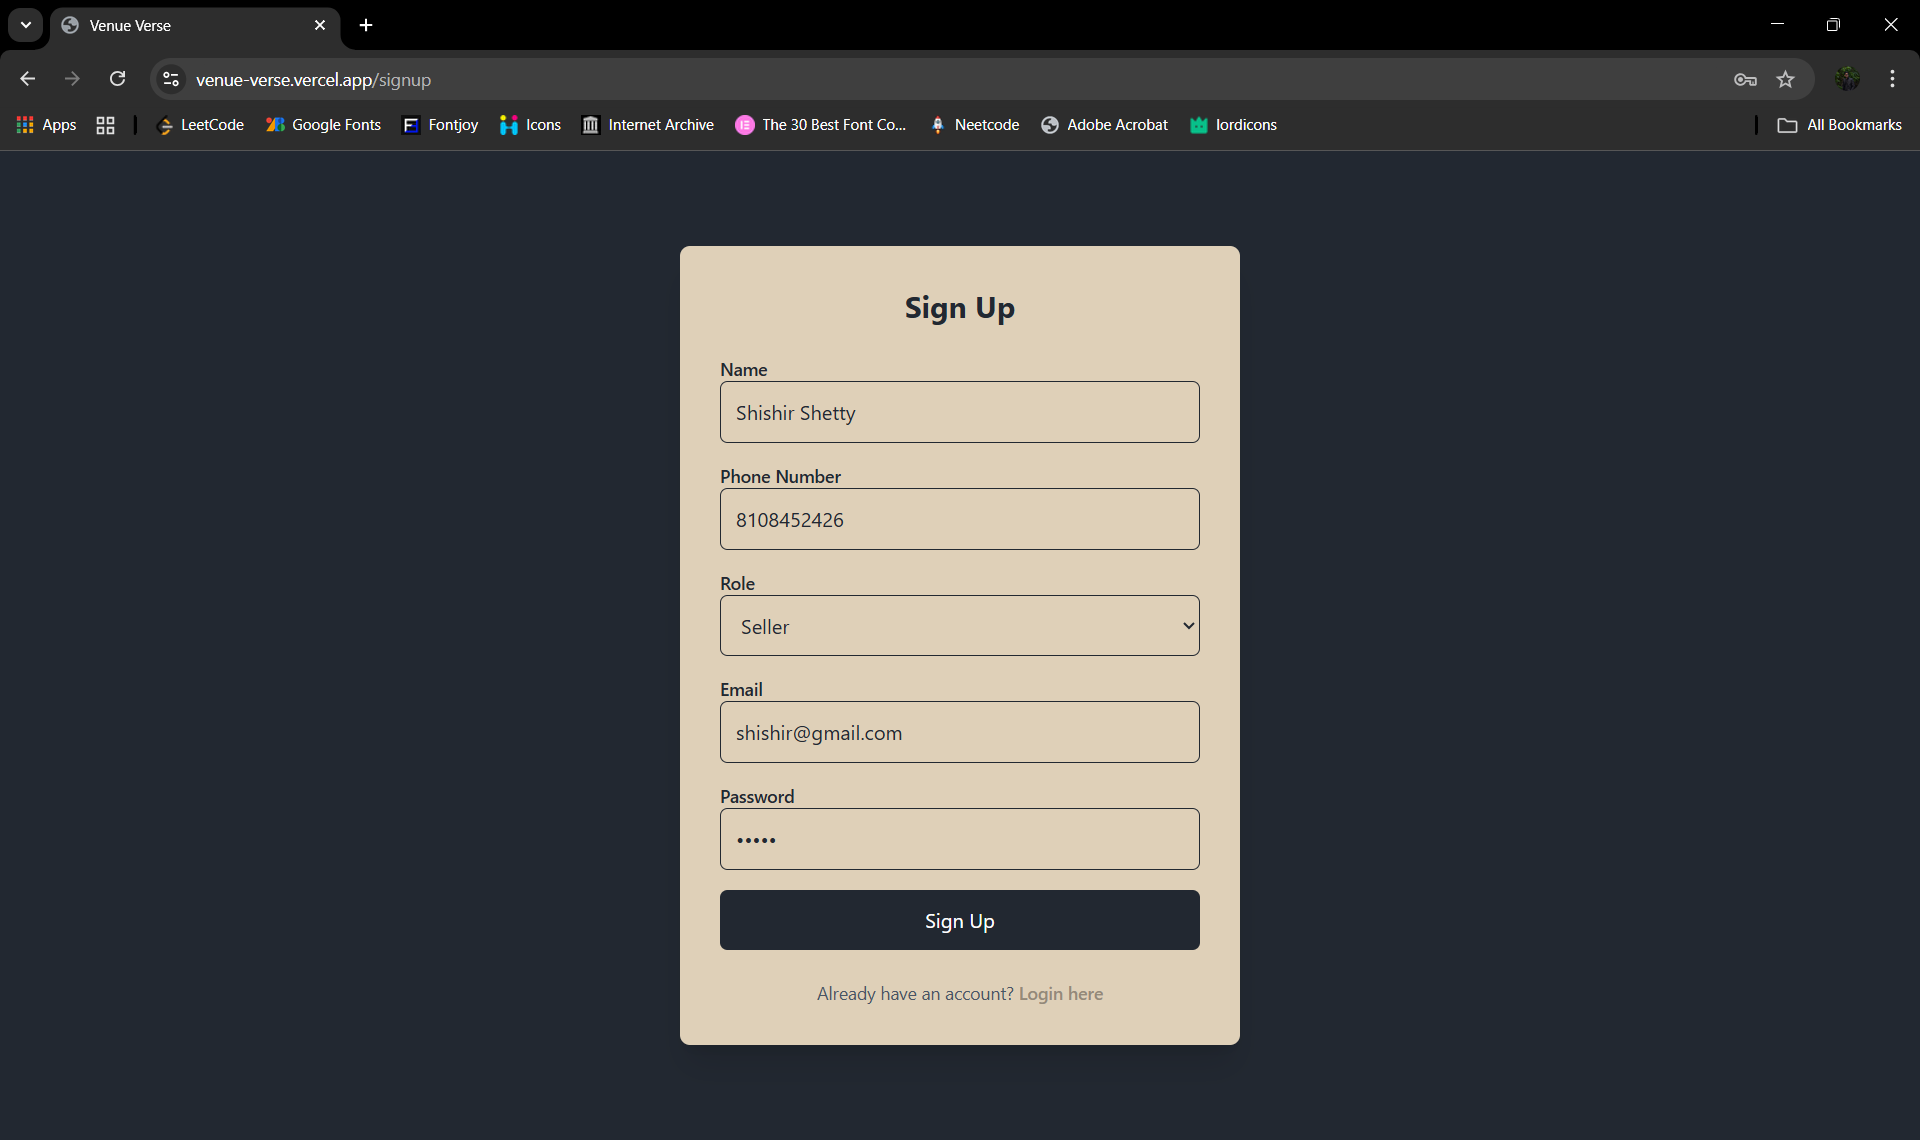 Venue Verse
venue-verse.vercel.app/signup
Apps LeetCode Google Fonts Fontjoy Icons Internet Archive The 30 Best Font Co... Neetcode Adobe Acrobat lordicons All Bookmarks
Sign Up
Name
Shishir Shetty
Phone Number
8108452426
Role
Seller
Email
shishir@gmail.com
Password
•••••
Sign Up
Already have an account? Login here